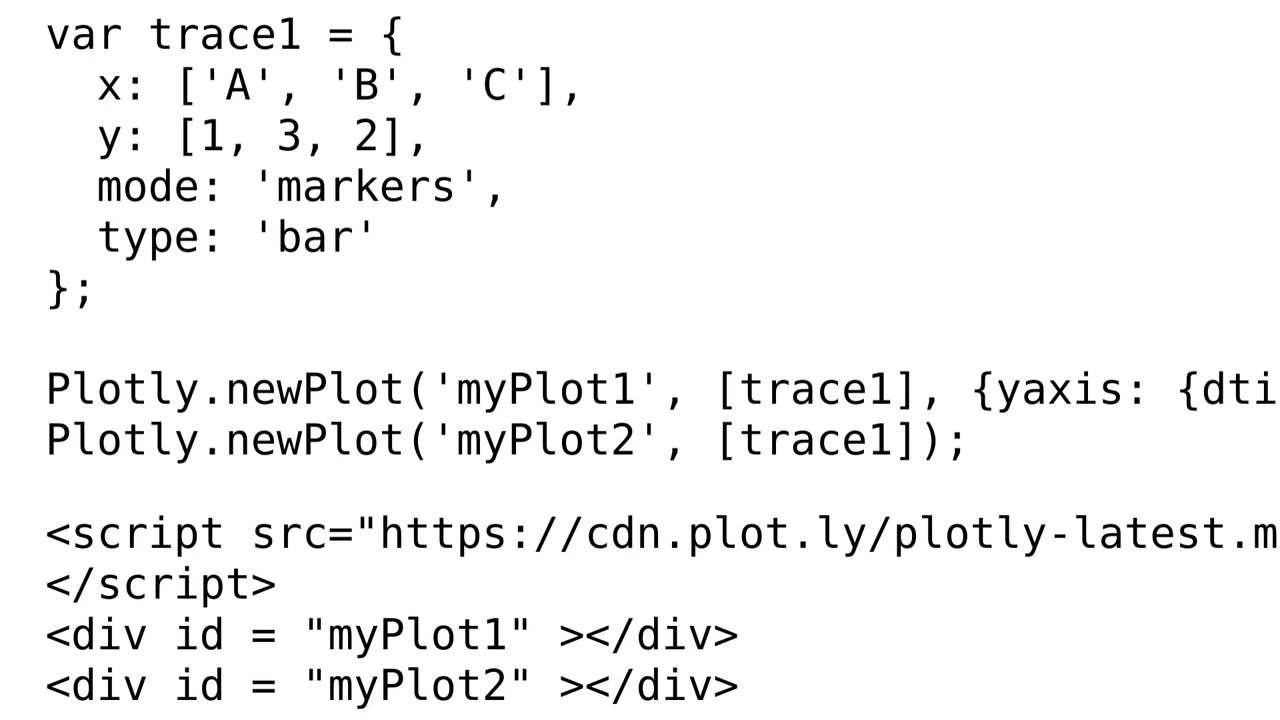 var trace1 = {
  x: ['A', 'B', 'C'],
  y: [1, 3, 2],
  mode: 'markers',
  type: 'bar'
};
Plotly.newPlot('myPlot1', [trace1], {yaxis: {dti
Plotly.newPlot('myPlot2', [trace1]);
<script src="https://cdn.plot.ly/plotly-latest.m
</script>
<div id = "myPlot1" ></div>
<div id = "myPlot2" ></div>